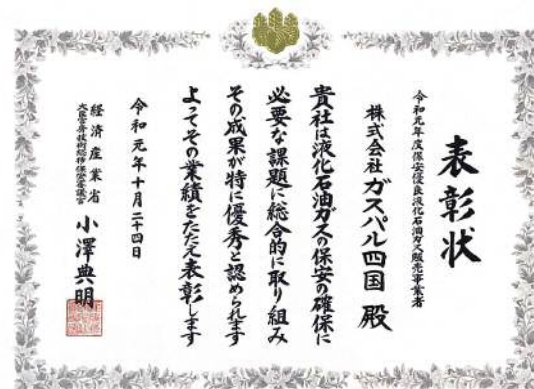 表彰状
令和元年度保安優良液化石油ガス販売事業者
株式会社ガスパル四国 殿
貴社は液化石油ガスの保安の確保に
必要な課題に総合的に取り組み
その成果が特に優秀と認められます
よってその業績をたたえ表彰します
令和元年十月二十四日
経済産業省
大臣官房技術総括保安審議官
小澤典明